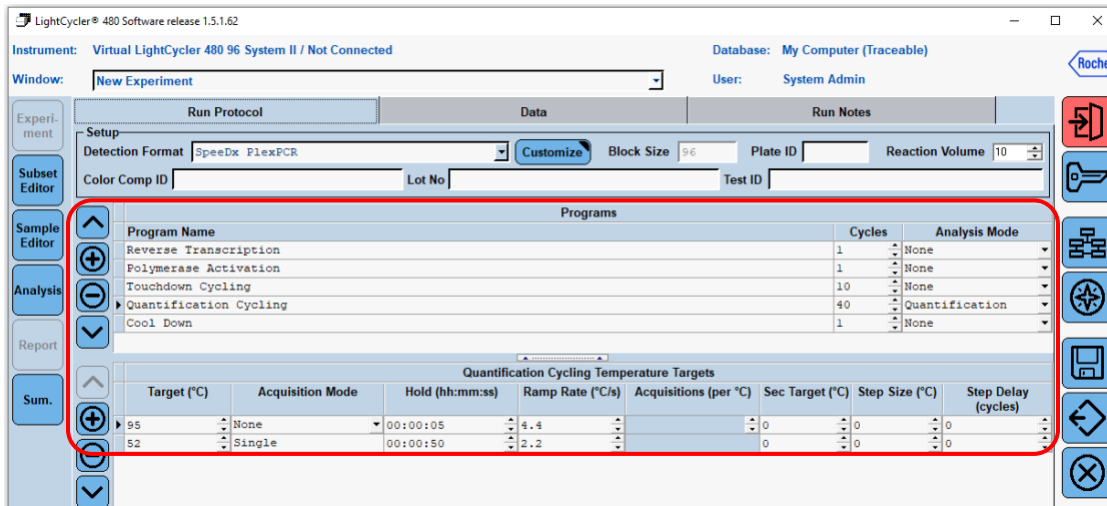 LightCycler® 480 Software release 1.5.1.62
Instrument: Virtual LightCycler 480 96 System II / Not Connected
Database: My Computer (Traceable)
Window: New Experiment
User: System Admin
Roche
Experi-
ment
Subset
Editor
Sample
Editor
Analysis
Report
Sum.
Run Protocol Data Run Notes
Setup
Detection Format SpeeDx PlexPCR Customize Block Size 96 Plate ID Reaction Volume 10
Color Comp ID Lot No Test ID
Programs
Program Name Cycles Analysis Mode
Reverse Transcription 1 None
Polymerase Activation 1 None
Touchdown Cycling 10 None
Quantification Cycling 40 Quantification
Cool Down 1 None
Quantification Cycling Temperature Targets
Target (°C) Acquisition Mode Hold (hh:mm:ss) Ramp Rate (°C/s) Acquisitions (per °C) Sec Target (°C) Step Size (°C) Step Delay
(cycles)
95 None 00:00:05 4.4 0 0 0
52 Single 00:00:50 2.2 0 0 0